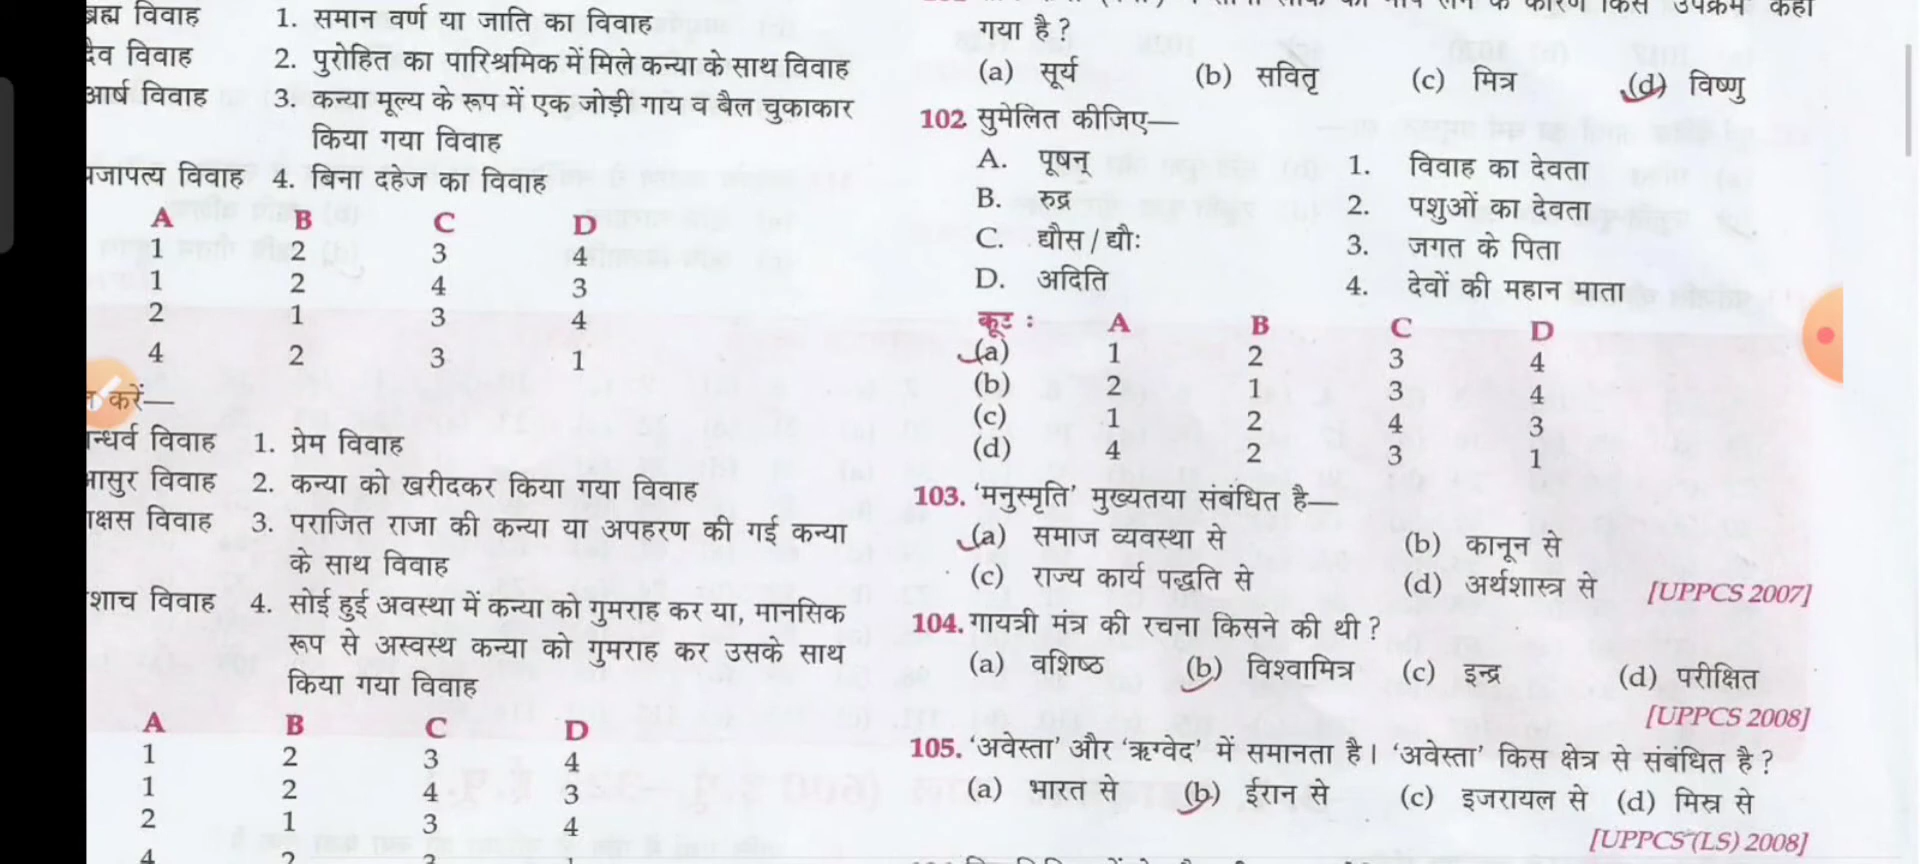 ब्रह्म विवाह 1. समान वर्ण या जाति का विवाह
दैव विवाह 2. पुरोहित का पारिश्रमिक में मिले कन्या के साथ विवाह
आर्ष विवाह 3. कन्या मूल्य के रूप में एक जोड़ी गाय व बैल चुकाकार
किया गया विवाह
प्रजापत्य विवाह 4. बिना दहेज का विवाह
A B C D
1 2 3 4
1 2 4 3
2 1 3 4
4 2 3 1
करें—
न्धर्व विवाह 1. प्रेम विवाह
आसुर विवाह 2. कन्या को खरीदकर किया गया विवाह
ाक्षस विवाह 3. पराजित राजा की कन्या या अपहरण की गई कन्या
के साथ विवाह
शाच विवाह 4. सोई हुई अवस्था में कन्या को गुमराह कर या, मानसिक
रूप से अस्वस्थ कन्या को गुमराह कर उसके साथ
किया गया विवाह
A B C D
1 2 3 4
1 2 4 3
2 1 3 4
4 2 3
गया है ?
(a) सूर्य (b) सवितृ (c) मित्र (d) विष्णु
102 सुमेलित कीजिए—
A. पूषन् 1. विवाह का देवता
B. रुद्र 2. पशुओं का देवता
C. द्यौस / द्यौः 3. जगत के पिता
D. अदिति 4. देवों की महान माता
कूट : A B C D
(a) 1 2 3 4
(b) 2 1 3 4
(c) 1 2 4 3
(d) 4 2 3 1
103. ‘मनुस्मृति’ मुख्यतया संबंधित है—
(a) समाज व्यवस्था से (b) कानून से
(c) राज्य कार्य पद्धति से (d) अर्थशास्त्र से [UPPCS 2007]
104. गायत्री मंत्र की रचना किसने की थी ?
(a) वशिष्ठ (b) विश्वामित्र (c) इन्द्र (d) परीक्षित
[UPPCS 2008]
105. ‘अवेस्ता’ और ‘ऋग्वेद’ में समानता है। ‘अवेस्ता’ किस क्षेत्र से संबंधित है ?
(a) भारत से (b) ईरान से (c) इजरायल से (d) मिस्र से
[UPPCS (LS) 2008]